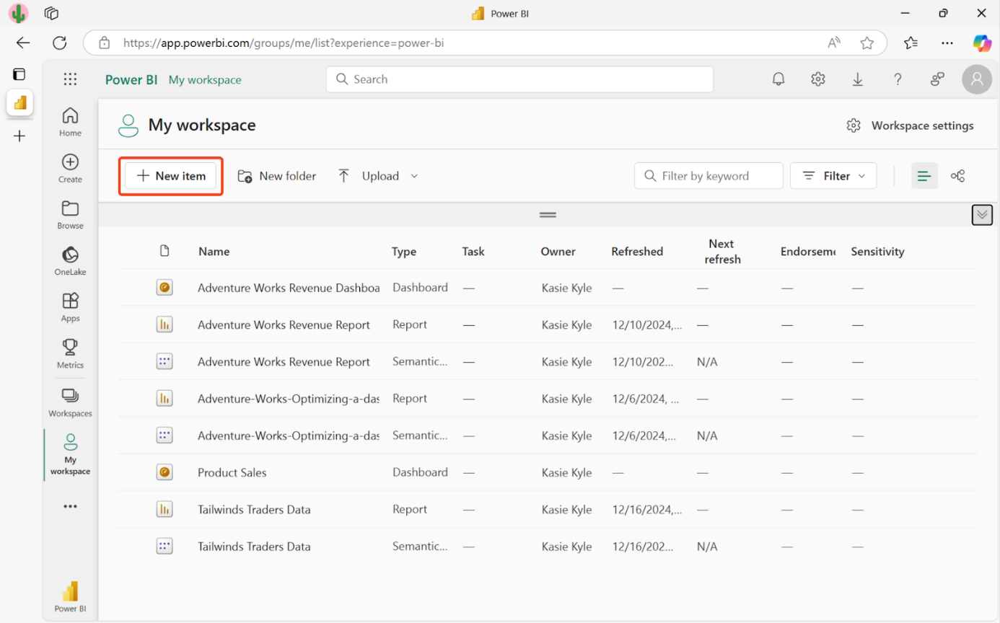 Power BI
https://app.powerbi.com/groups/me/list?experience=power-bi
Power BI My workspace Search
Home
Create
Browse
OneLake
Apps
Metrics
Workspaces
My
workspace
Power BI
My workspace Workspace settings
New item New folder Upload Filter by keyword Filter
Name Type Task Owner Refreshed Next refresh Endorseme Sensitivity
Adventure Works Revenue Dashboa Dashboard — Kasie Kyle — — — —
Adventure Works Revenue Report Report — Kasie Kyle 12/10/2024,... — — —
Adventure Works Revenue Report Semantic... — Kasie Kyle 12/10/202... N/A — —
Adventure-Works-Optimizing-a-das Report — Kasie Kyle 12/6/2024, ... — — —
Adventure-Works-Optimizing-a-das Semantic... — Kasie Kyle 12/6/2024,... N/A — —
Product Sales Dashboard — Kasie Kyle — — — —
Tailwinds Traders Data Report — Kasie Kyle 12/16/2024,... — — —
Tailwinds Traders Data Semantic... — Kasie Kyle 12/16/202... N/A — —